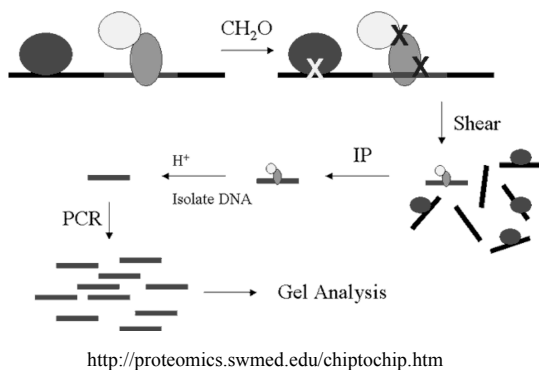 CH₂O
X
X
X
Shear
IP
H⁺
Isolate DNA
PCR
Gel Analysis
http://proteomics.swmed.edu/chiptochip.htm